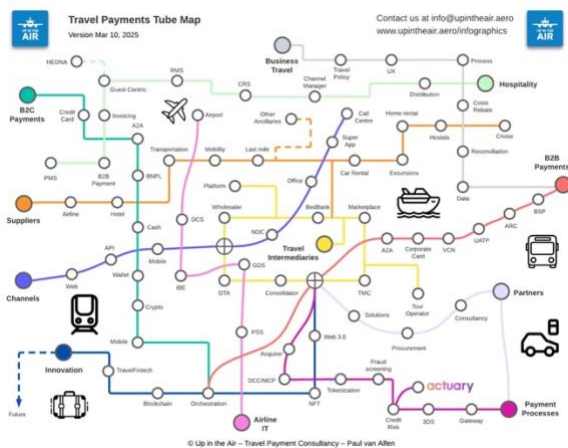 UP IN THE
AIR
Travel Payments Tube Map
Version Mar 10, 2025
Contact us at info@upintheair.aero
www.upintheair.aero/infographics
UP IN THE
AIR
HEDNA
RMS
Guest Centric
CRS
Channel
Manager
Business
Travel
Travel
Policy
UX
Process
Distribution
Hospitality
B2C
Payments
Credit
Card
Invoicing
A2A
Airport
Other
Ancillaries
Call
Centre
Super
App
Home rental
Hostels
Cruise
Costs
Rebate
Reconciliation
PMS
B2B
Payment
BNPL
Transportation
Mobility
Last mile
Office
Car Rental
Excursions
Data
B2B
Payments
Suppliers
Airline
Hotel
Platform
Wholesaler
BedBank
Marketplace
DCS
NDC
Cash
API
Mobile
Travel
Intermediaries
A2A
Corporate
Card
VCN
UATP
ARC
BSP
Channels
Web
Wallet
IBE
GDS
OTA
Consolidator
TMC
Tour
Operator
Partners
Crypto
Mobile
PSS
Web 3.0
Solutions
Procurement
Consultancy
Innovation
Travel/Fintech
Acquirer
Future
Blockchain
Orchestration
DCC/MCP
NFT
Tokenization
Fraud
screening
actuary
Credit
Risk
3DS
Gateway
Payment
Processes
Airline
IT
© Up in the Air – Travel Payment Consultancy – Paul van Alfen